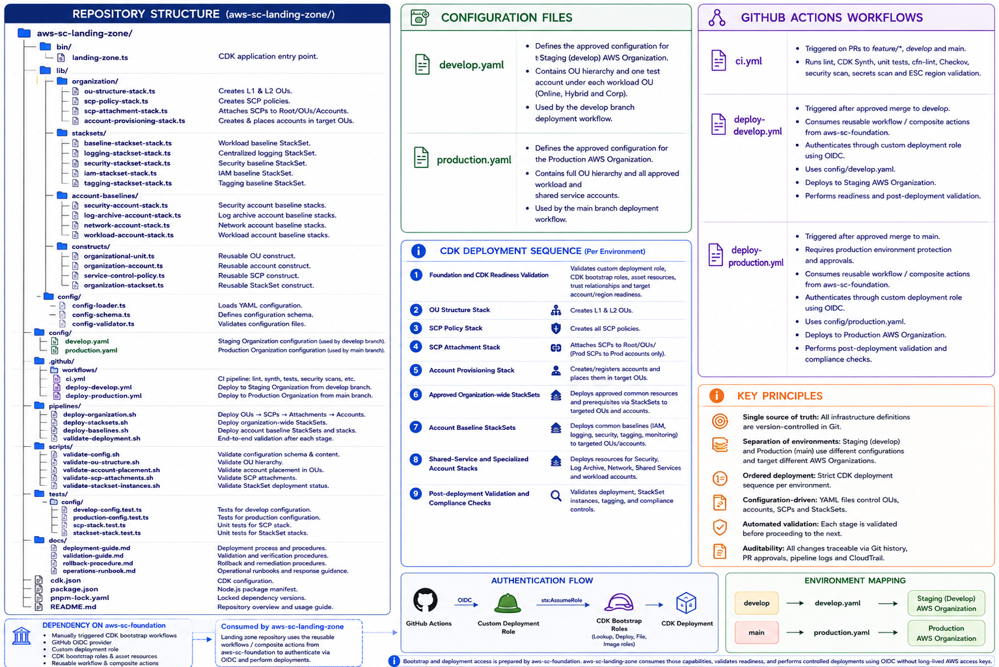 REPOSITORY STRUCTURE (aws-sc-landing-zone/)
aws-sc-landing-zone/
bin/
landing-zone.ts CDK application entry point.
lib/
organization/
ou-structure-stack.ts Creates L1 & L2 OUs.
scp-policy-stack.ts Creates SCP policies.
scp-attachment-stack.ts Attaches SCPs to Root/OUs/Accounts.
account-provisioning-stack.ts Creates & places accounts in target OUs.
stacksets/
baseline-stackset-stack.ts Workload baseline StackSet.
logging-stackset-stack.ts Centralized logging StackSet.
security-stackset-stack.ts Security baseline StackSet.
iam-stackset-stack.ts IAM baseline StackSet.
tagging-stackset-stack.ts Tagging baseline StackSet.
account-baselines/
security-account-stack.ts Security account baseline stacks.
log-archive-account-stack.ts Log archive account baseline stacks.
network-account-stack.ts Network account baseline stacks.
workload-account-stack.ts Workload account baseline stacks.
constructs/
organizational-unit.ts Reusable OU construct.
organization-account.ts Reusable account construct.
service-control-policy.ts Reusable SCP construct.
organization-stackset.ts Reusable StackSet construct.
config/
config-loader.ts Loads YAML configuration.
config-schema.ts Defines configuration schema.
config-validator.ts Validates configuration files.
config/
develop.yaml Staging Organization configuration (used by develop branch).
production.yaml Production Organization configuration (used by main branch).
.github/
workflows/
ci.yml CI pipeline: lint, synth, tests, security scans, etc.
deploy-develop.yml Deploy to Staging Organization from develop branch.
deploy-production.yml Deploy to Production Organization from main branch.
pipelines/
deploy-organization.sh Deploy OUs → SCPs → Attachments → Accounts.
deploy-stacksets.sh Deploy organization-wide StackSets.
deploy-baselines.sh Deploy account baseline StackSets and stacks.
validate-deployment.sh End-to-end validation after each stage.
scripts/
validate-config.sh Validate configuration schema & content.
validate-ou-structure.sh Validate OU hierarchy.
validate-account-placement.sh Validate account placement in OUs.
validate-scp-attachments.sh Validate SCP attachments.
validate-stackset-instances.sh Validate StackSet deployment status.
tests/
config/
develop-config.test.ts Tests for develop configuration.
production-config.test.ts Tests for production configuration.
scp-stack.test.ts Unit tests for SCP stack.
stackset-stack.test.ts Unit tests for StackSet stacks.
docs/
deployment-guide.md Deployment process and procedures.
validation-guide.md Validation and verification procedures.
rollback-procedure.md Rollback and remediation procedures.
operations-runbook.md Operational runbooks and response guidance.
cdk.json CDK configuration.
package.json Node.js package manifest.
pnpm-lock.yaml Locked dependency versions.
README.md Repository overview and usage guide.
DEPENDENCY ON aws-sc-foundation
• Manually triggered CDK bootstrap workflows
• GitHub OIDC provider
• Custom deployment role
• CDK bootstrap roles & asset resources
• Reusable workflow & composite actions
Consumed by aws-sc-landing-zone
Landing zone repository uses the reusable
workflows / composite actions from
aws-sc-foundation to authenticate via
OIDC and perform deployments.
CONFIGURATION FILES
develop.yaml
• Defines the approved configuration for
Staging (develop) AWS Organization.
• Contains OU hierarchy and one test
account under each workload OU
(Online, Hybrid and Corp).
• Used by the develop branch
deployment workflow.
production.yaml
• Defines the approved configuration for
the Production AWS Organization.
• Contains full OU hierarchy and all approved
workload and
shared service accounts.
• Used by the main branch deployment
workflow.
CDK DEPLOYMENT SEQUENCE (Per Environment)
1 Foundation and CDK Readiness Validation
Validates custom deployment role,
CDK bootstrap roles, asset resources,
trust relationships and target
account/region readiness.
2 OU Structure Stack
Creates L1 & L2 OUs.
3 SCP Policy Stack
Creates all SCP policies.
4 SCP Attachment Stack
Attaches SCPs to Root/OUs/
(Prod SCPs to Prod accounts only).
5 Account Provisioning Stack
Creates/registers accounts and
places them in target OUs.
6 Approved Organization-wide StackSets
Deploys approved common resources
and prerequisites via StackSets to
targeted OUs and accounts.
7 Account Baseline StackSets
Deploys common baselines (IAM,
logging, security, tagging, monitoring)
to targeted OUs/accounts.
8 Shared-Service and Specialized
Account Stacks
Deploys resources for Security,
Log Archive, Network, Shared Services
and workload accounts.
9 Post-deployment Validation and
Compliance Checks
Validates deployment, StackSet
instances, tagging, and compliance
controls.
GITHUB ACTIONS WORKFLOWS
ci.yml
• Triggered on PRs to feature/*, develop and main.
• Runs lint, CDK Synth, unit tests, cfn-lint, Checkov,
security scan, secrets scan and ESC region validation.
deploy-
develop.yml
• Triggered after approved merge to develop.
• Consumes reusable workflow / composite actions
from aws-sc-foundation.
• Authenticates through custom deployment role
using OIDC.
• Uses config/develop.yaml.
• Deploys to Staging AWS Organization.
• Performs readiness and post-deployment validation.
deploy-
production.yml
• Triggered after approved merge to main.
• Requires production environment protection
and approvals.
• Consumes reusable workflow / composite actions
from aws-sc-foundation.
• Authenticates through custom deployment role
using OIDC.
• Uses config/production.yaml.
• Deploys to Production AWS Organization.
• Performs post-deployment validation and
compliance checks.
KEY PRINCIPLES
Single source of truth: All infrastructure definitions
are version-controlled in Git.
Separation of environments: Staging (develop)
and Production (main) use different configurations
and target different AWS Organizations.
Ordered deployment: Strict CDK deployment
sequence per environment.
Configuration-driven: YAML files control OUs,
accounts, SCPs and StackSets.
Automated validation: Each stage is validated
before proceeding to the next.
Auditability: All changes traceable via Git history,
PR approvals, pipeline logs and CloudTrail.
AUTHENTICATION FLOW
OIDC sts:AssumeRole
GitHub Actions
Custom Deployment
Role
CDK Bootstrap
Roles
(Lookup, Deploy, File,
Image roles)
CDK Deployment
ENVIRONMENT MAPPING
develop → develop.yaml →
Staging (Develop)
AWS Organization
main → production.yaml →
Production
AWS Organization
Bootstrap and deployment access is prepared by aws-sc-foundation. aws-sc-landing-zone consumes those capabilities, validates readiness, and performs controlled deployments using OIDC without long-lived AWS access keys.